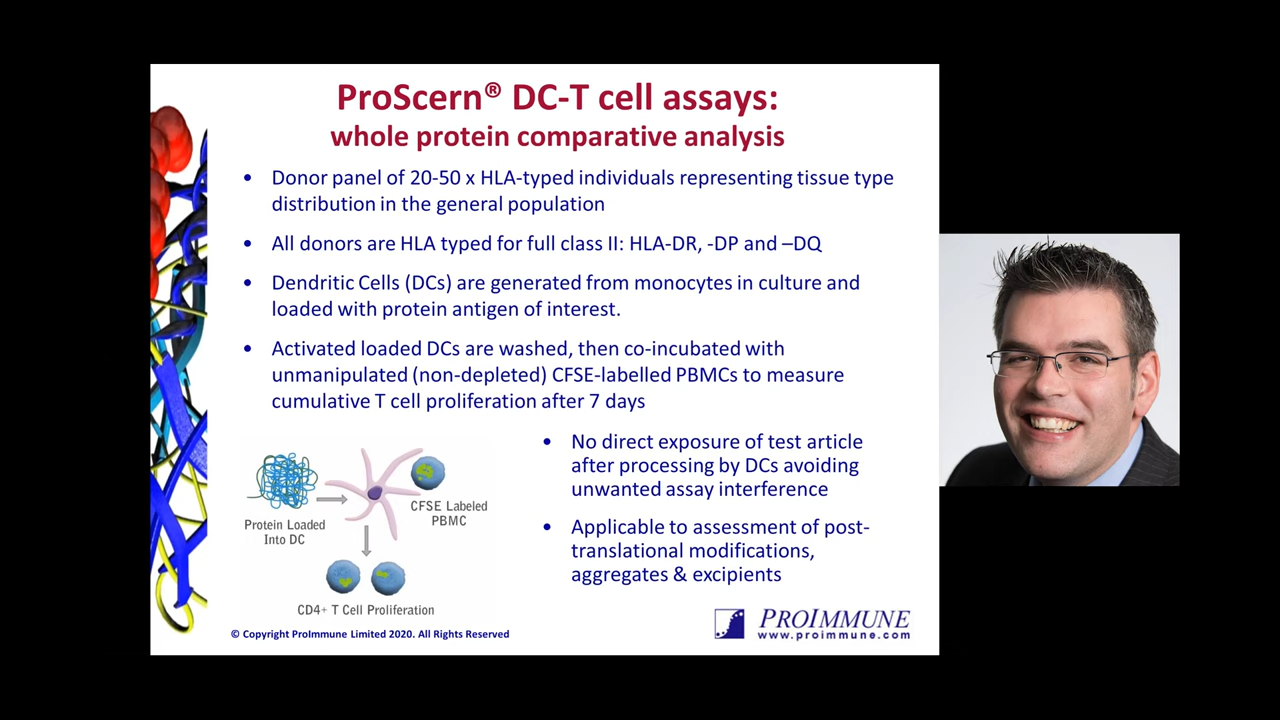 ProScern® DC-T cell assays:
whole protein comparative analysis
• Donor panel of 20-50 x HLA-typed individuals representing tissue type
distribution in the general population
• All donors are HLA typed for full class II: HLA-DR, -DP and –DQ
• Dendritic Cells (DCs) are generated from monocytes in culture and
loaded with protein antigen of interest.
• Activated loaded DCs are washed, then co-incubated with
unmanipulated (non-depleted) CFSE-labelled PBMCs to measure
cumulative T cell proliferation after 7 days
• No direct exposure of test article
after processing by DCs avoiding
unwanted assay interference
• Applicable to assessment of post-
translational modifications,
aggregates & excipients
Protein Loaded
Into DC
CFSE Labeled
PBMC
CD4+ T Cell Proliferation
© Copyright ProImmune Limited 2020. All Rights Reserved
PROIMMUNE
www.proimmune.com